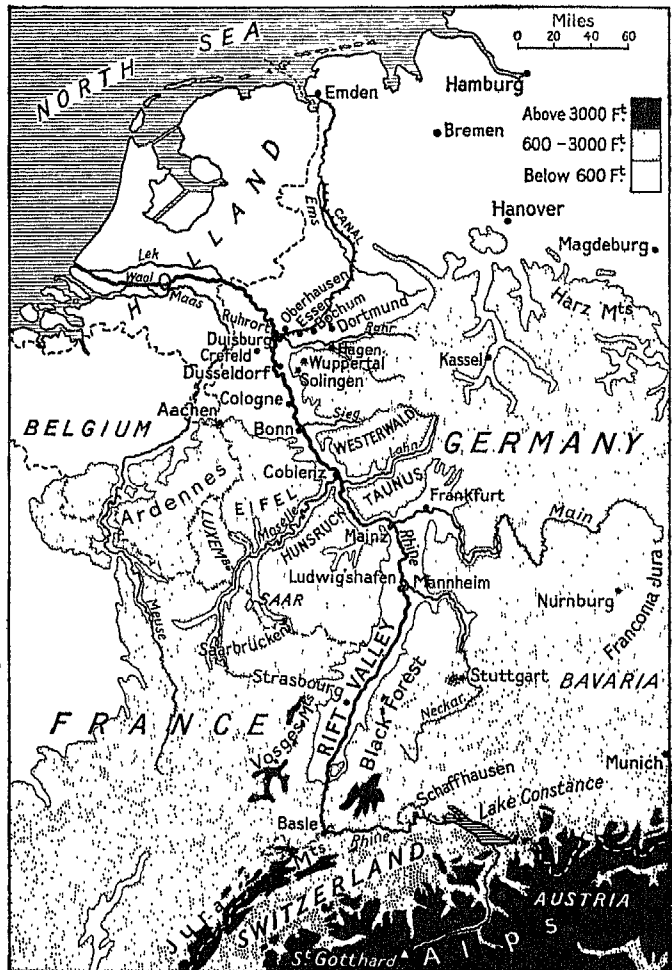 Miles
0 20 40 60
NORTH SEA
Hamburg
Emden
Above 3000 Ft.
Bremen
600 - 3000 Ft.
Below 600 Ft.
HOLLAND
Ems
CANAL
Hanover
Magdeburg
Lek
Waal
Maas
Harz Mts
Oberhausen
Essen
Bochum
Dortmund
Ruhrort
Ruhr
Duisburg
Crefeld
Hagen
Wuppertal
Kassel
Dusseldorf
Solingen
Cologne
Aachen
Sieg
BELGIUM
Bonn
WESTERWALD
GERMANY
Lahn
Coblenz
Ardennes
EIFEL
TAUNUS
Frankfurt
LUXEMBG
Moselle
HUNSRUCK
Mainz
Rhine
Main
Ludwigshafen
Mannheim
Meuse
SAAR
Nurnburg
Franconia Jura
Saarbrücken
Strasbourg
RIFT VALLEY
Stuttgart
BAVARIA
FRANCE
Vosges Mts
Black Forest
Neckar
Munich
Schaffhausen
Lake Constance
Basle
Rhine
Jura Mts.
SWITZERLAND
AUSTRIA
St Gotthard
Alps